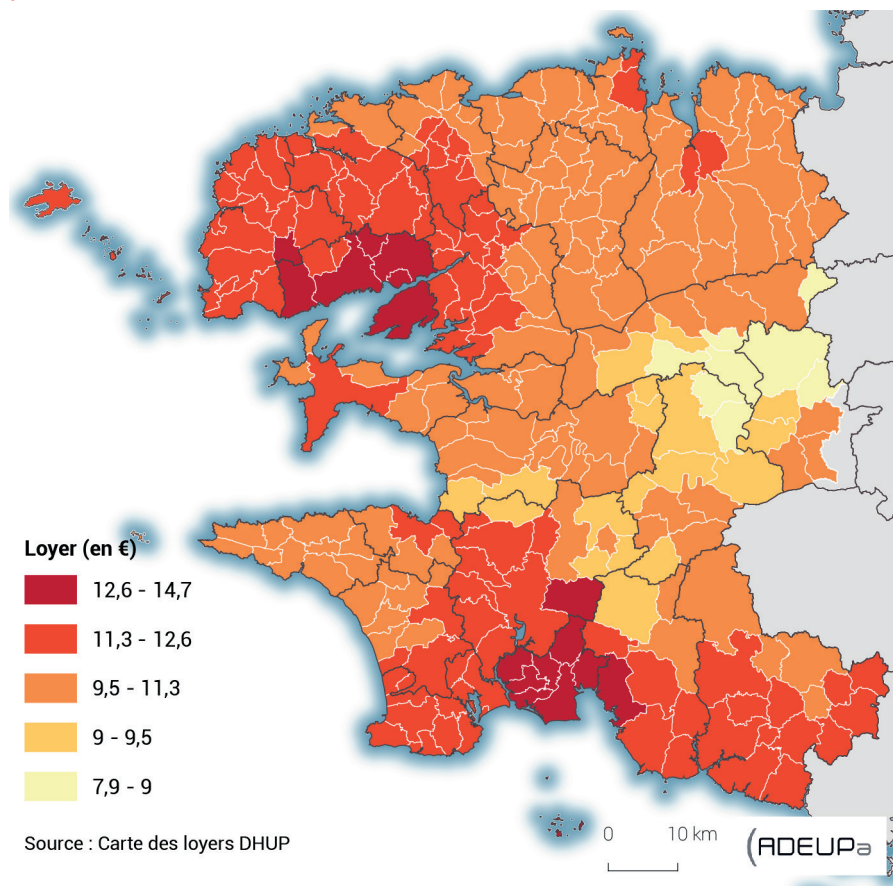 Loyer (en €)
12,6 - 14,7
11,3 - 12,6
9,5 - 11,3
9 - 9,5
7,9 - 9
Source : Carte des loyers DHUP
0 10 km
ADEUPa